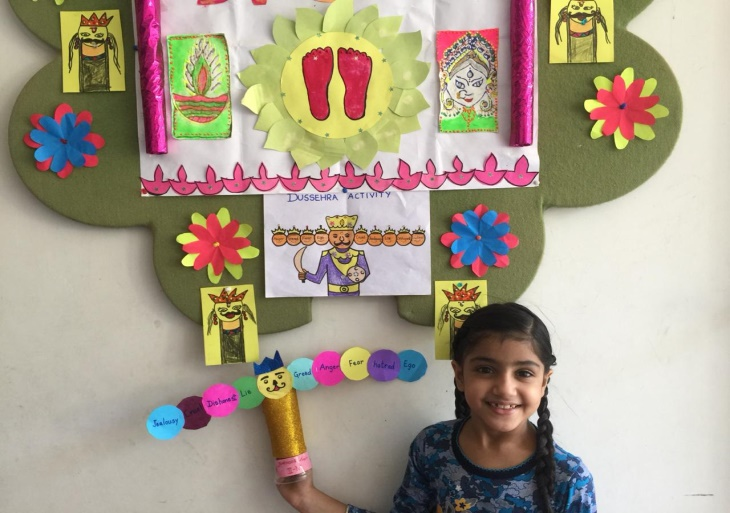 DUSSEHRA ACTIVITY
Jealousy
Dishonest
Lie
Greed
Anger
Fear
hatred
Ego